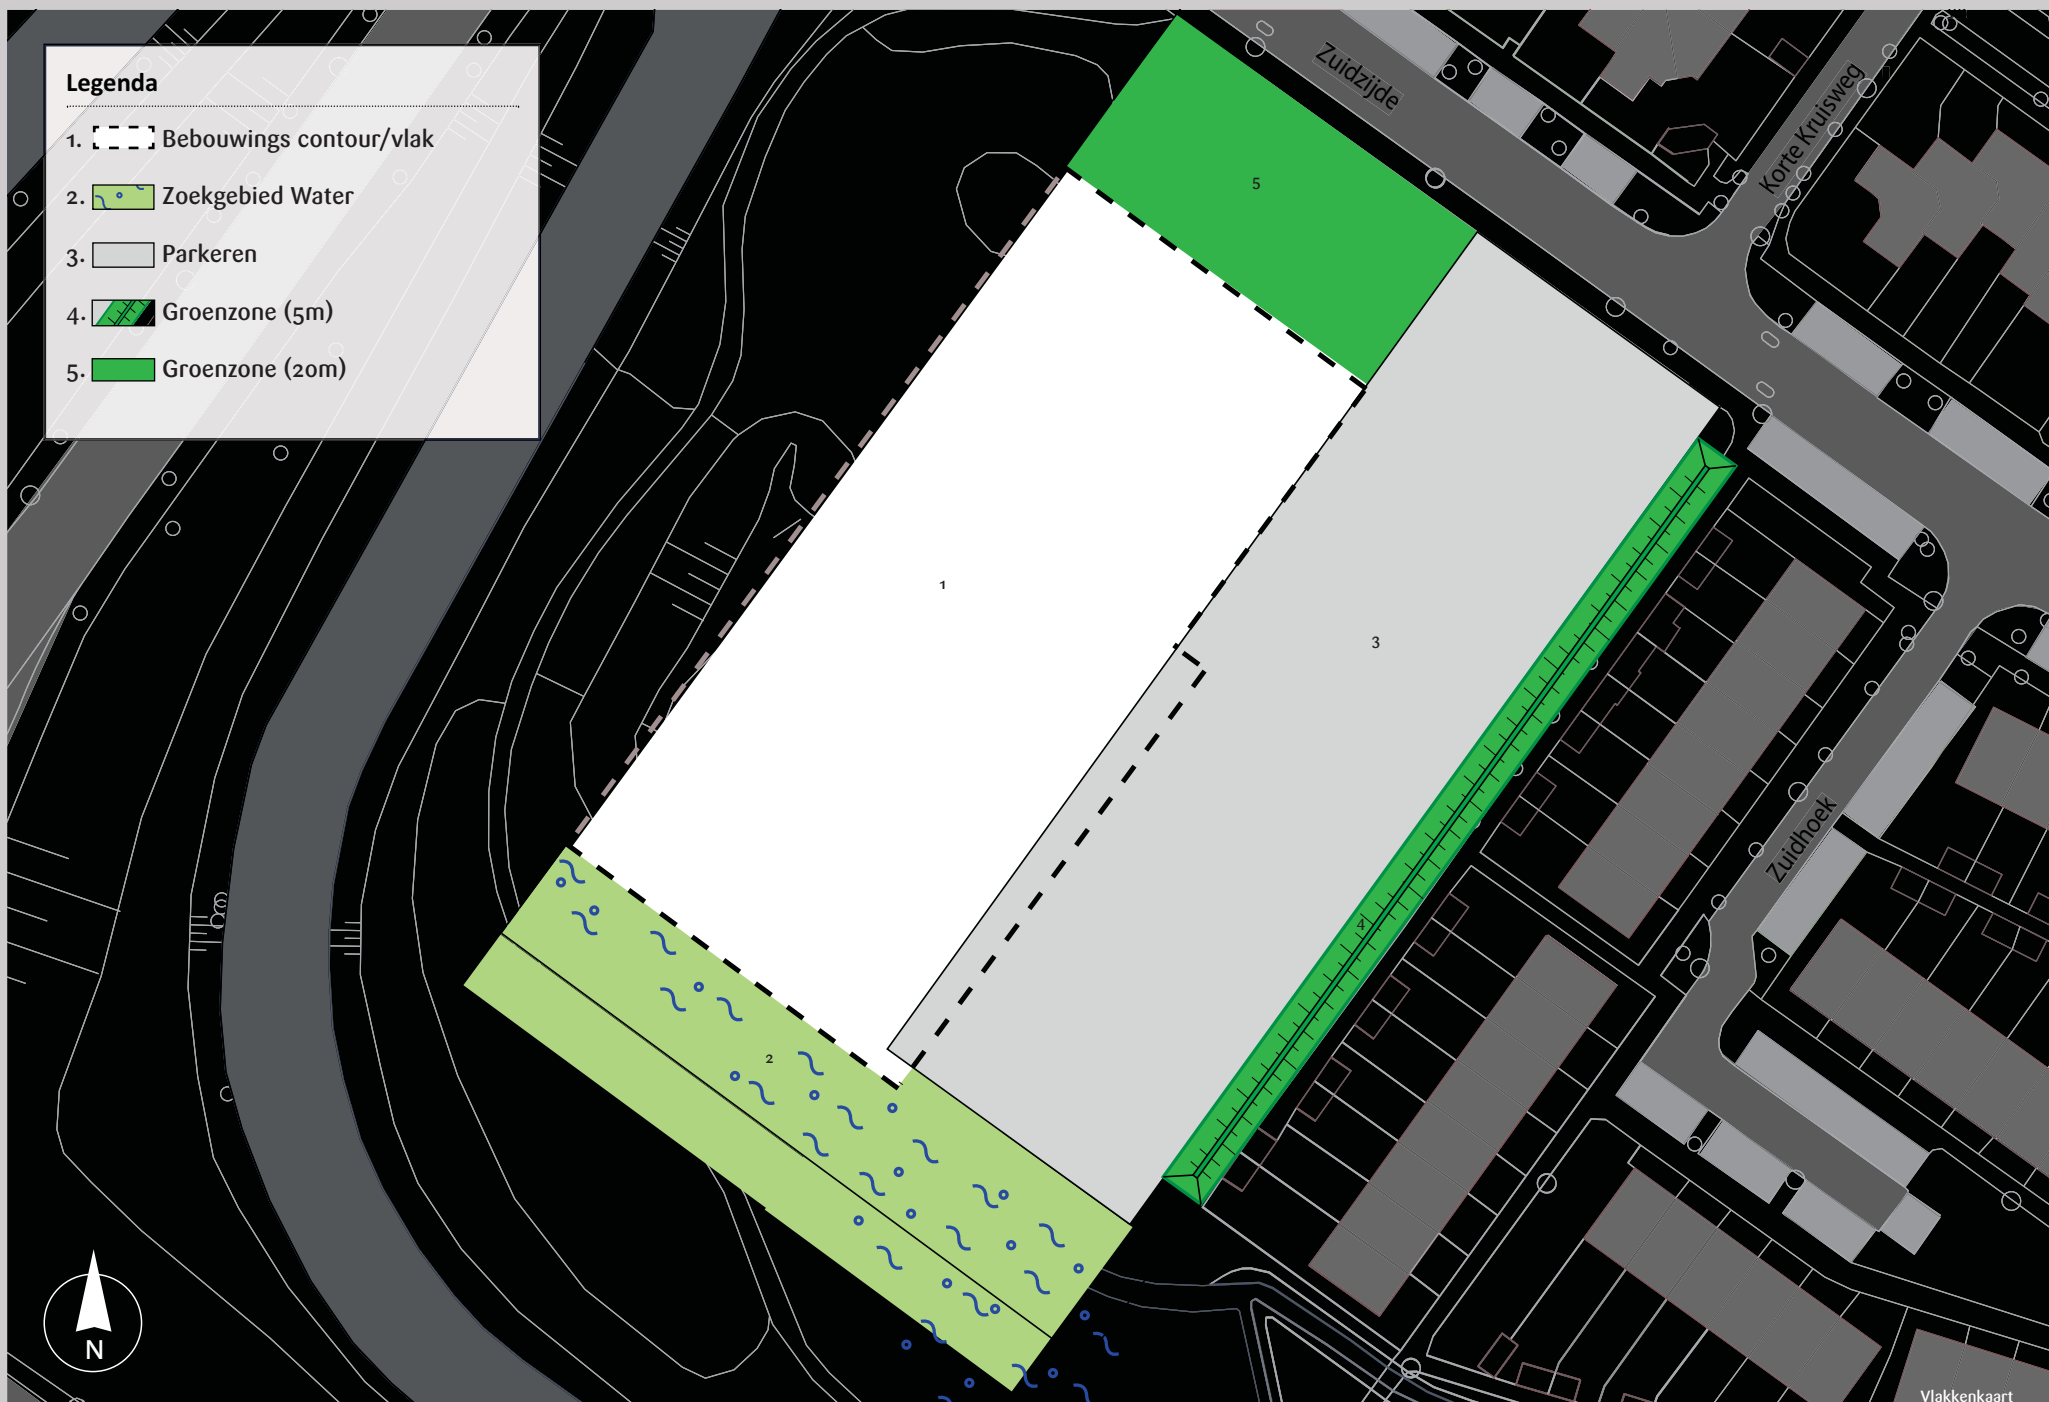 Legenda
1. Bebouwings contour/vlak
2. Zoekgebied Water
3. Parkeren
4. Groenzone (5m)
5. Groenzone (20m)
Zuidzijde
Korte Kruisweg
5
1
3
Zuidhoek
4
2
N
Vlakkenkaart